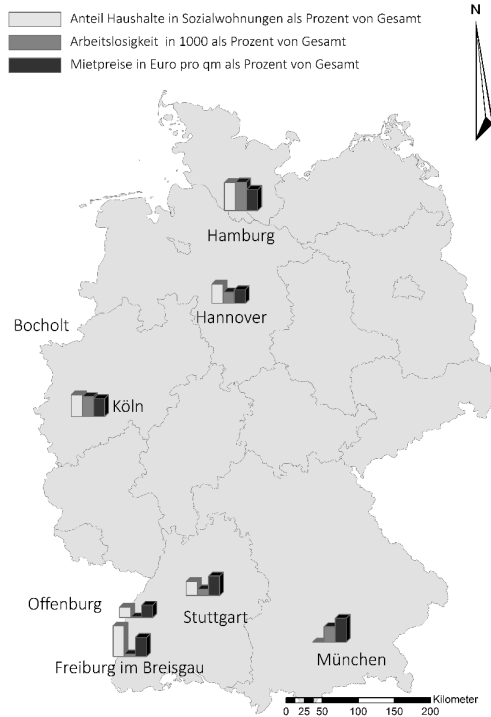 Anteil Haushalte in Sozialwohnungen als Prozent von Gesamt
Arbeitslosigkeit in 1000 als Prozent von Gesamt
Mietpreise in Euro pro qm als Prozent von Gesamt
N
Hamburg
Hannover
Bocholt
Köln
Offenburg
Stuttgart
Freiburg im Breisgau
München
Kilometer
0 25 50 100 150 200